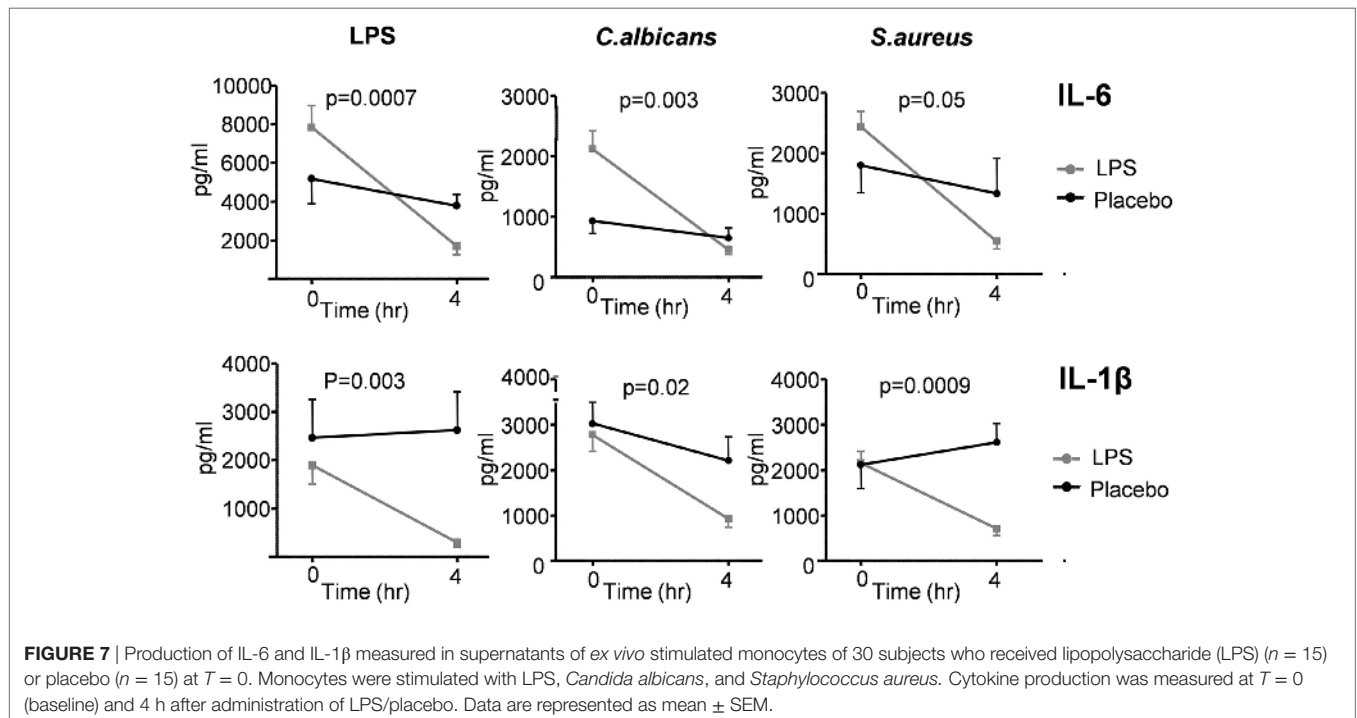 LPS C.albicans S.aureus
10000
8000
6000
4000
2000
pg/ml
p=0.0007
0 4
Time (hr)
3000
2000
1000
0
pg/ml
p=0.003
0 4
Time (hr)
3000
2000
1000
0
pg/ml
p=0.05
0 4
Time (hr)
IL-6
LPS
Placebo
4000
3000
2000
1000
pg/ml
P=0.003
0 4
Time (hr)
4000
3000
2000
1000
0
pg/ml
p=0.02
0 4
Time (hr)
4000
3000
2000
1000
0
pg/ml
p=0.0009
0 4
Time (hr)
IL-1β
LPS
Placebo
FIGURE 7 | Production of IL-6 and IL-1β measured in supernatants of ex vivo stimulated monocytes of 30 subjects who received lipopolysaccharide (LPS) (n = 15)
or placebo (n = 15) at T = 0. Monocytes were stimulated with LPS, Candida albicans, and Staphylococcus aureus. Cytokine production was measured at T = 0
(baseline) and 4 h after administration of LPS/placebo. Data are represented as mean ± SEM.